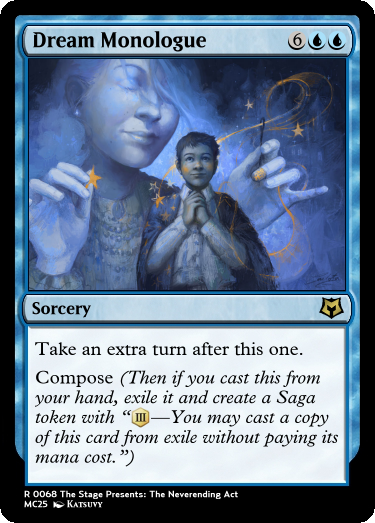 Dream Monologue 6UU
Sorcery
Take an extra turn after this one.
Compose (Then if you cast this from
your hand, exile it and create a Saga
token with “III—You may cast a copy
of this card from exile without paying its
mana cost.”)
R 0068 The Stage Presents: The Neverending Act
MC25 Katsuvy